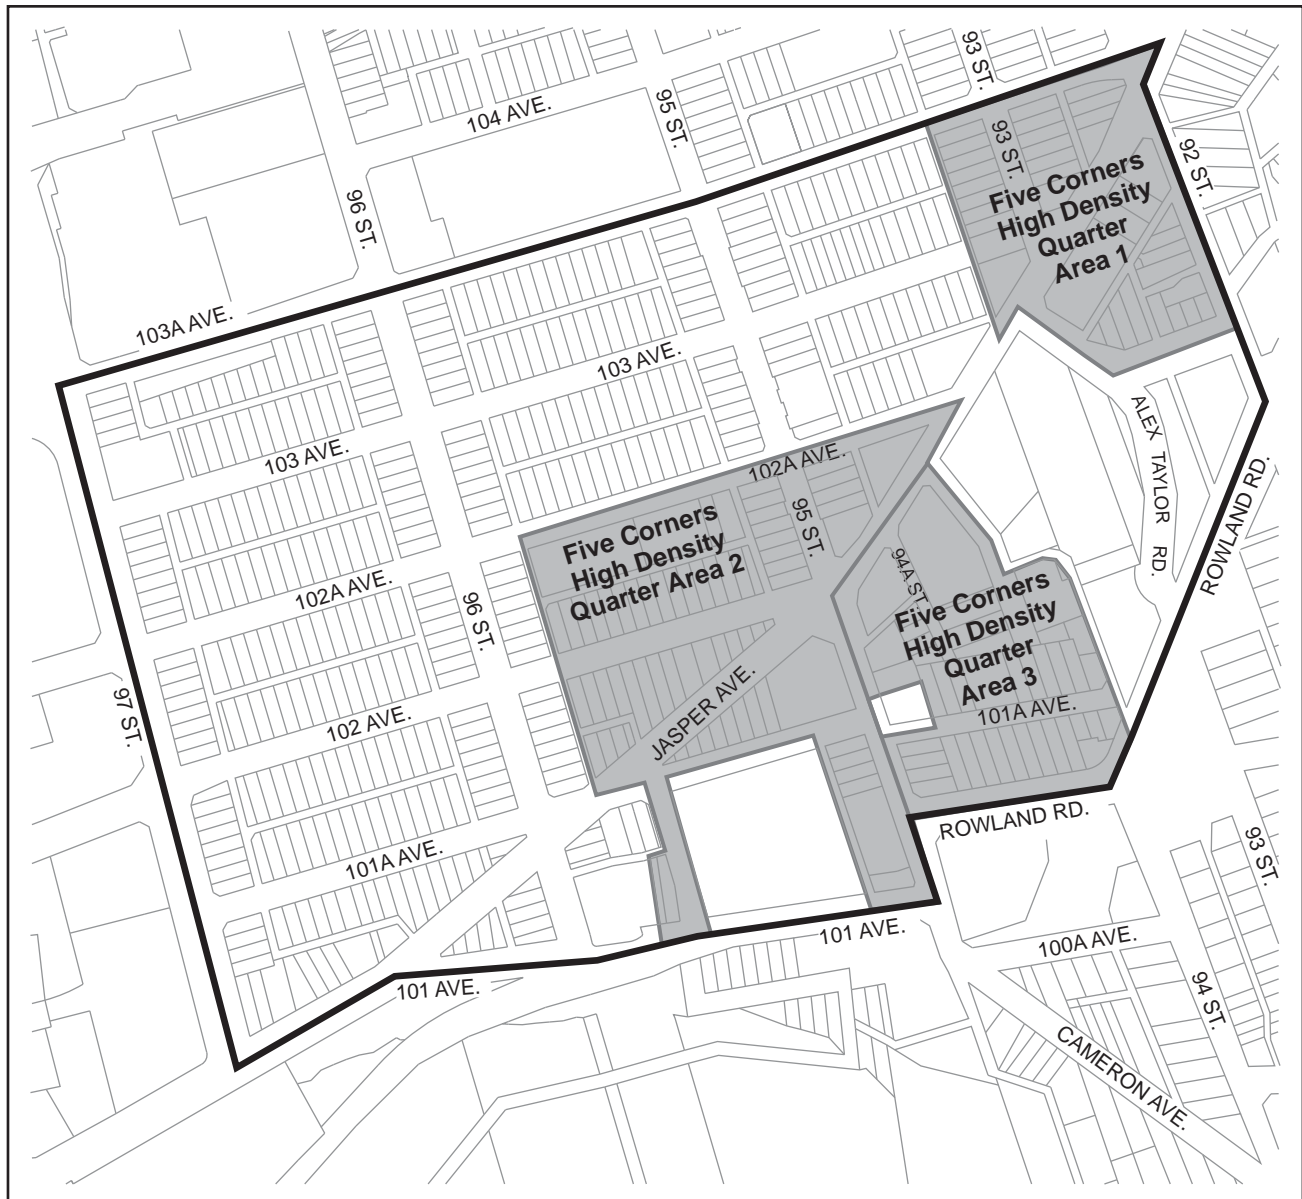 93 ST.
104 AVE.
95 ST.
93 ST.
92 ST.
Five Corners
High Density
Quarter
Area 1
96 ST.
103A AVE.
103 AVE.
ALEX TAYLOR RD.
103 AVE.
102A AVE.
ROWLAND RD.
95 ST.
Five Corners
High Density
Quarter Area 2
94A ST
102A AVE.
96 ST.
Five Corners
High Density
Quarter
Area 3
97 ST.
102 AVE.
JASPER AVE.
101A AVE.
ROWLAND RD.
101A AVE.
93 ST.
101 AVE.
100A AVE.
101 AVE.
94 ST.
CAMERON AVE.